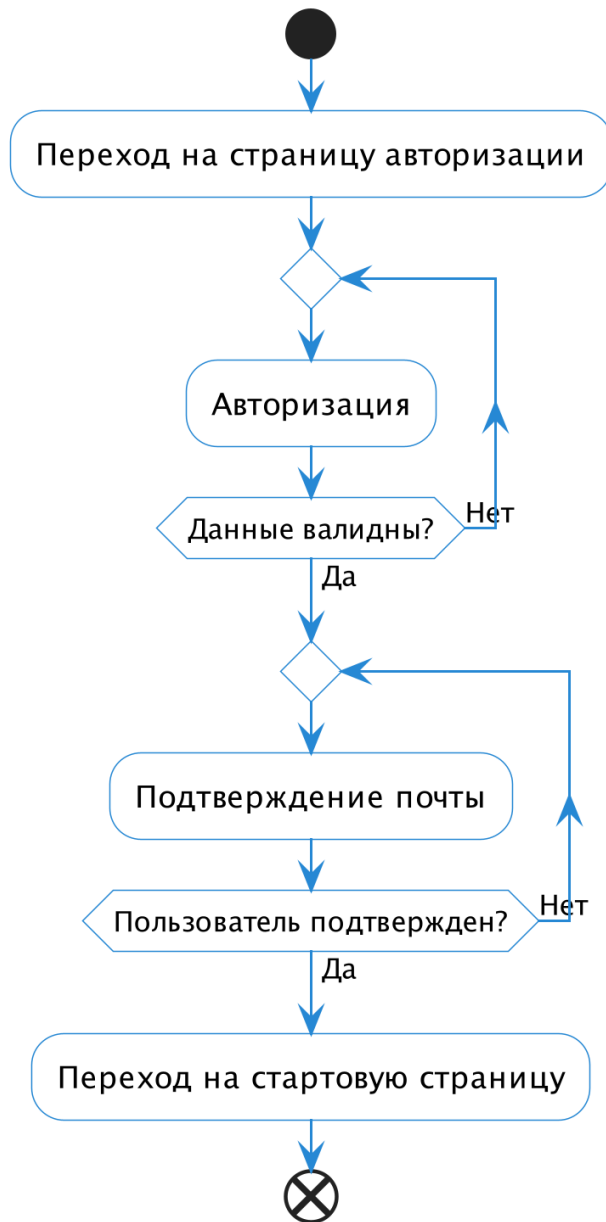 Переход на страницу авторизации
Авторизация
Данные валидны?
Нет
Да
Подтверждение почты
Пользователь подтвержден?
Нет
Да
Переход на стартовую страницу